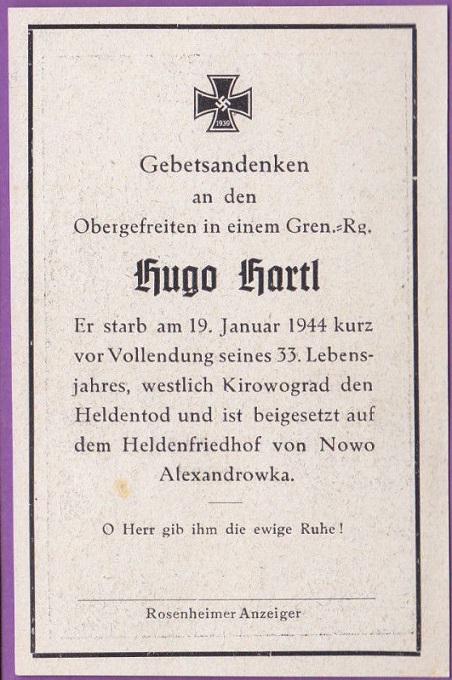 1939
Gebetsandenken
an den
Obergefreiten in einem Gren.=Rg.
Hugo Hartl
Er starb am 19. Januar 1944 kurz
vor Vollendung seines 33. Lebens-
jahres, westlich Kirowograd den
Heldentod und ist beigesetzt auf
dem Heldenfriedhof von Nowo
Alexandrowka.
O Herr gib ihm die ewige Ruhe!
Rosenheimer Anzeiger